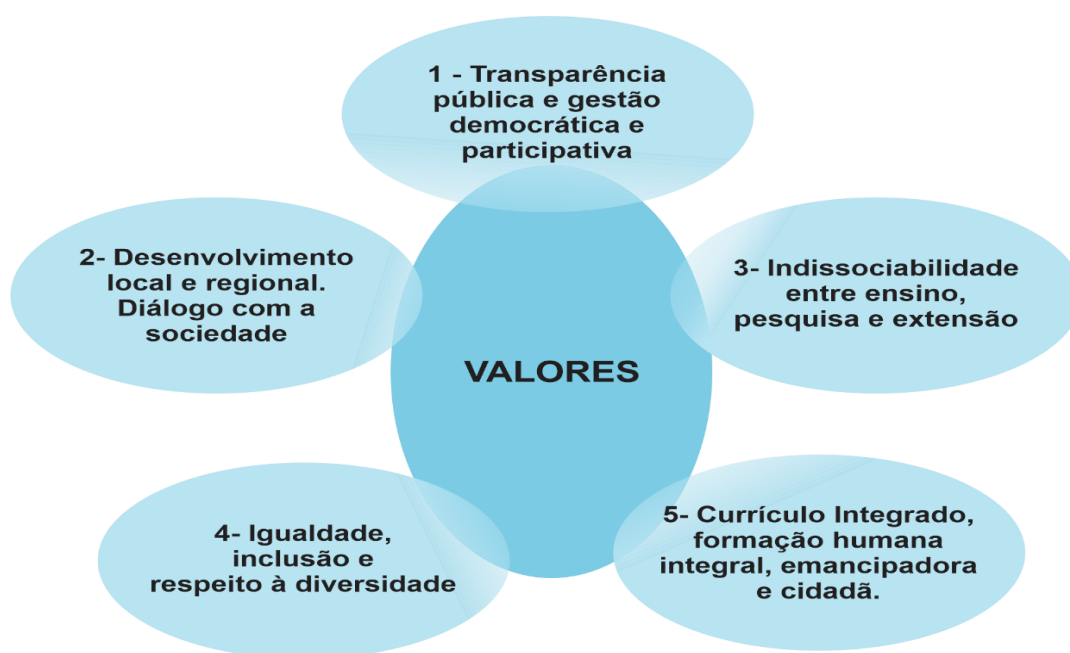 1 - Transparência
pública e gestão
democrática e
participativa
2- Desenvolvimento
local e regional.
Diálogo com a
sociedade
3- Indissociabilidade
entre ensino,
pesquisa e extensão
VALORES
4- Igualdade,
inclusão e
respeito à diversidade
5- Currículo Integrado,
formação humana
integral, emancipadora
e cidadã.